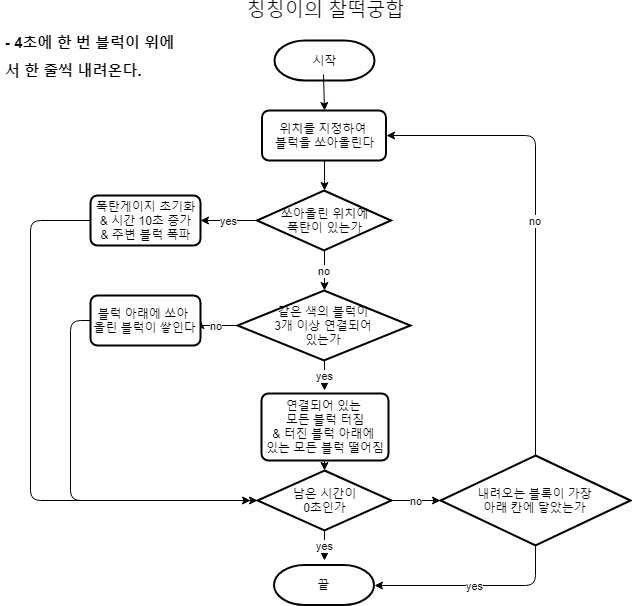 칭칭이의 찰떡궁합
- 4초에 한 번 블럭이 위에
서 한 줄씩 내려온다.
시작
위치를 지정하여
블럭을 쏘아올린다
폭탄게이지 초기화
& 시간 10초 증가
& 주변 블럭 폭파
yes
쏘아올린 위치에
폭탄이 있는가
no
no
블럭 아래에 쏘아
올린 블럭이 쌓인다
no
같은 색의 블럭이
3개 이상 연결되어
있는가
yes
연결되어 있는
모든 블럭 터짐
& 터진 블럭 아래에
있는 모든 블럭 떨어짐
남은 시간이
0초인가
no
내려오는 블록이 가장
아래 칸에 닿았는가
yes
끝
yes